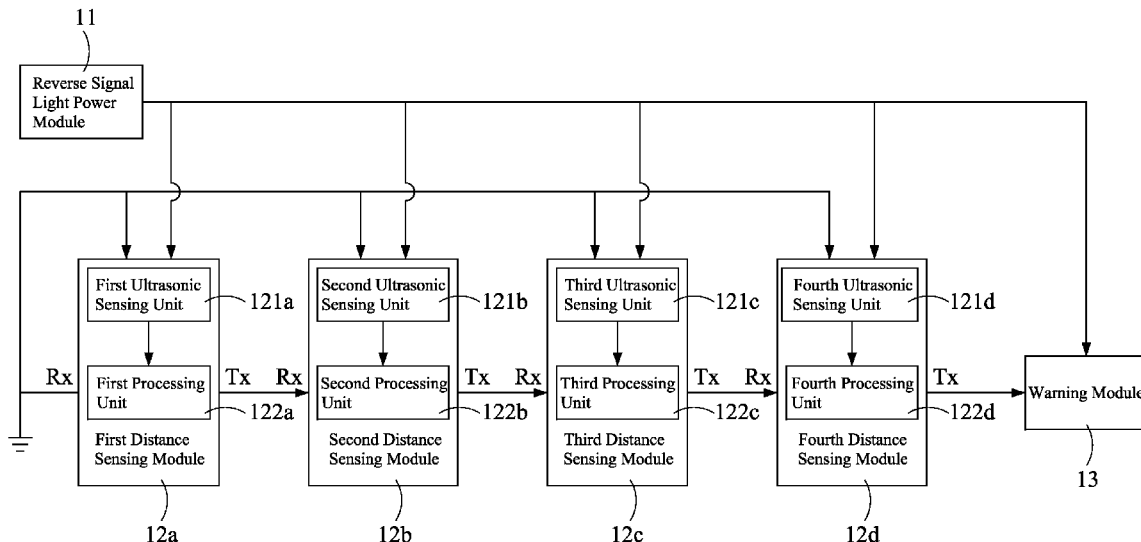 11
Reverse Signal
Light Power
Module
First Ultrasonic
Sensing Unit
121a
Second Ultrasonic
Sensing Unit
121b
Third Ultrasonic
Sensing Unit
121c
Fourth Ultrasonic
Sensing Unit
121d
Rx
First Processing
Unit
122a
Tx
Rx
Second Processing
Unit
122b
Tx
Rx
Third Processing
Unit
122c
Tx
Rx
Fourth Processing
Unit
122d
Tx
Warning Module
First Distance
Sensing Module
Second Distance
Sensing Module
Third Distance
Sensing Module
Fourth Distance
Sensing Module
13
12a
12b
12c
12d